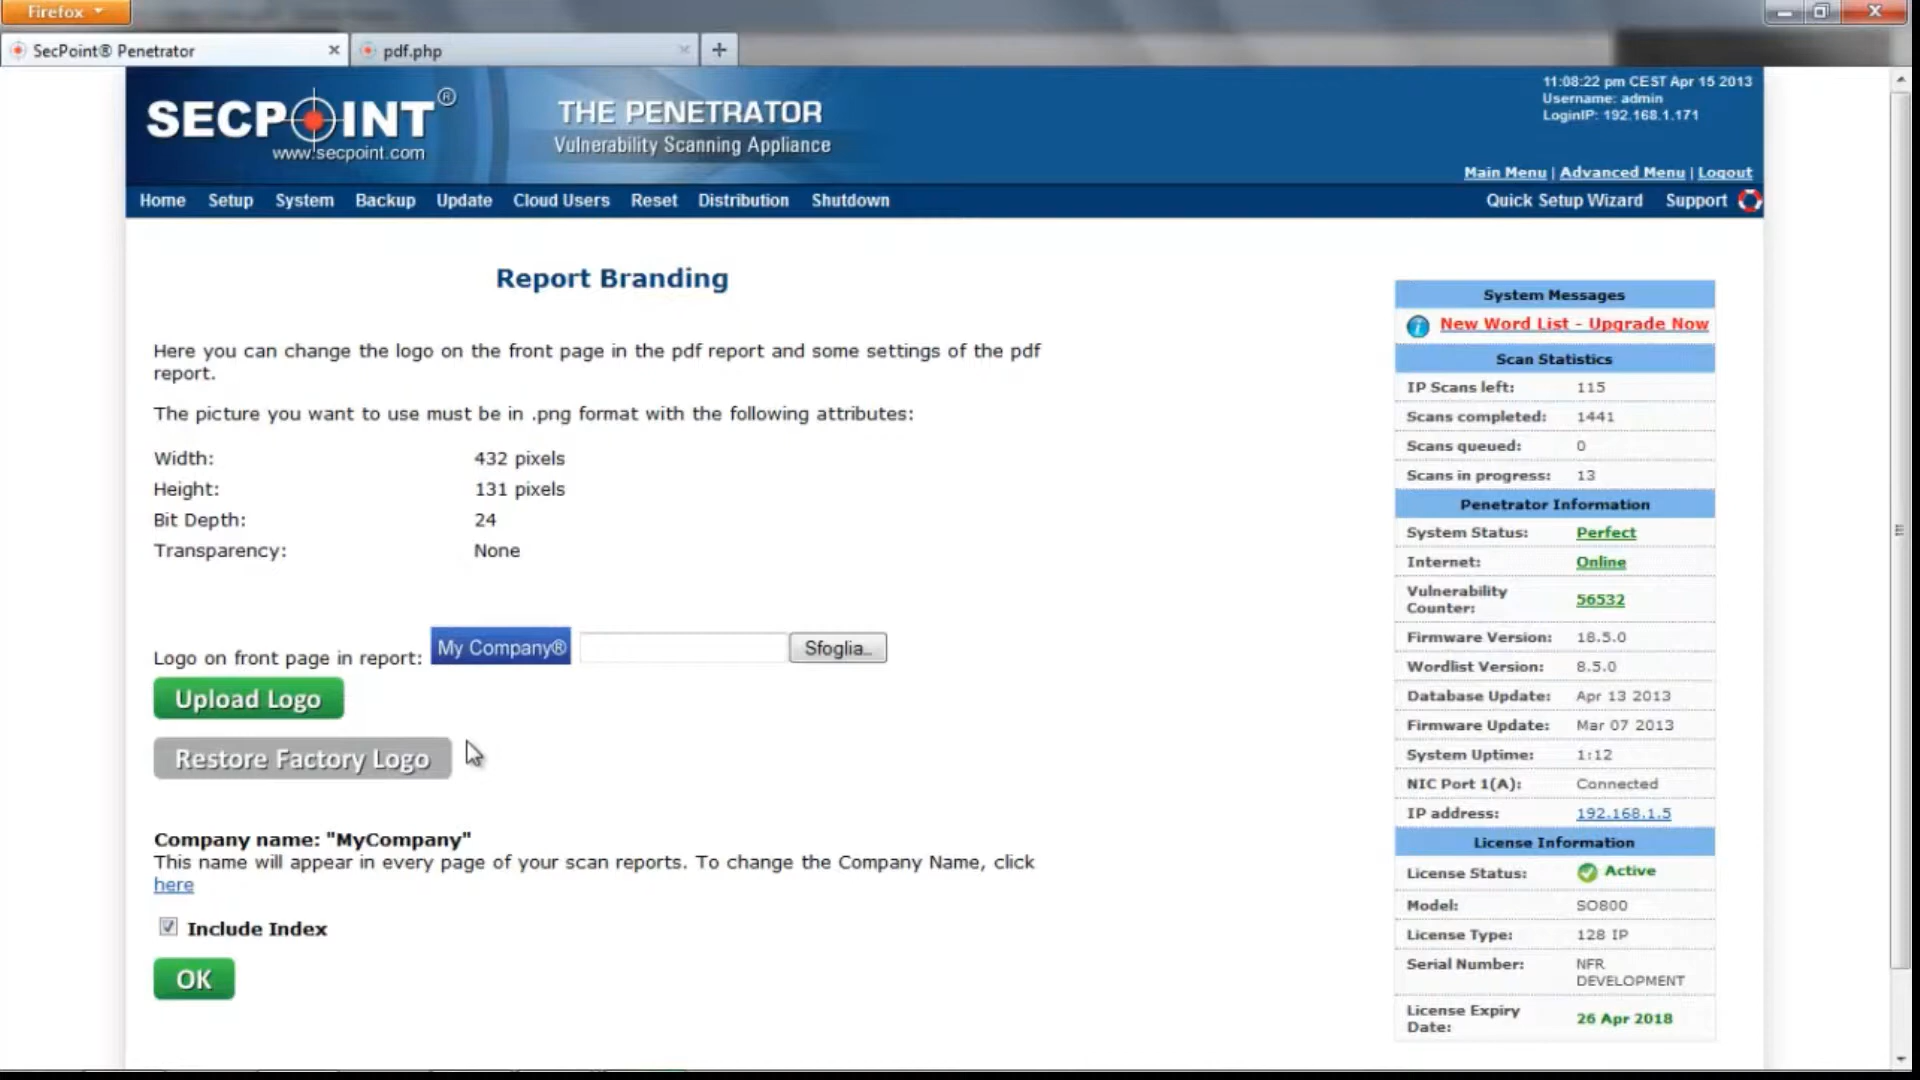 Firefox
SecPoint® Penetrator
pdf.php
SECPOINT®
www.secpoint.com
THE PENETRATOR
Vulnerability Scanning Appliance
11:08:22 pm CEST Apr 15 2013
Username: admin
LoginIP: 192.168.1.171
Main Menu | Advanced Menu | Logout
Home Setup System Backup Update Cloud Users Reset Distribution Shutdown Quick Setup Wizard Support
Report Branding
Here you can change the logo on the front page in the pdf report and some settings of the pdf
report.
The picture you want to use must be in .png format with the following attributes:
Width: 432 pixels
Height: 131 pixels
Bit Depth: 24
Transparency: None
Logo on front page in report: My Company® Sfoglia...
Upload Logo
Restore Factory Logo
Company name: "MyCompany"
This name will appear in every page of your scan reports. To change the Company Name, click
here
Include Index
OK
System Messages
New Word List - Upgrade Now
Scan Statistics
IP Scans left: 115
Scans completed: 1441
Scans queued: 0
Scans in progress: 13
Penetrator Information
System Status: Perfect
Internet: Online
Vulnerability
Counter: 56532
Firmware Version: 18.5.0
Wordlist Version: 8.5.0
Database Update: Apr 13 2013
Firmware Update: Mar 07 2013
System Uptime: 1:12
NIC Port 1(A): Connected
IP address: 192.168.1.5
License Information
License Status: Active
Model: SO800
License Type: 128 IP
Serial Number: NFR
DEVELOPMENT
License Expiry
Date: 26 Apr 2018